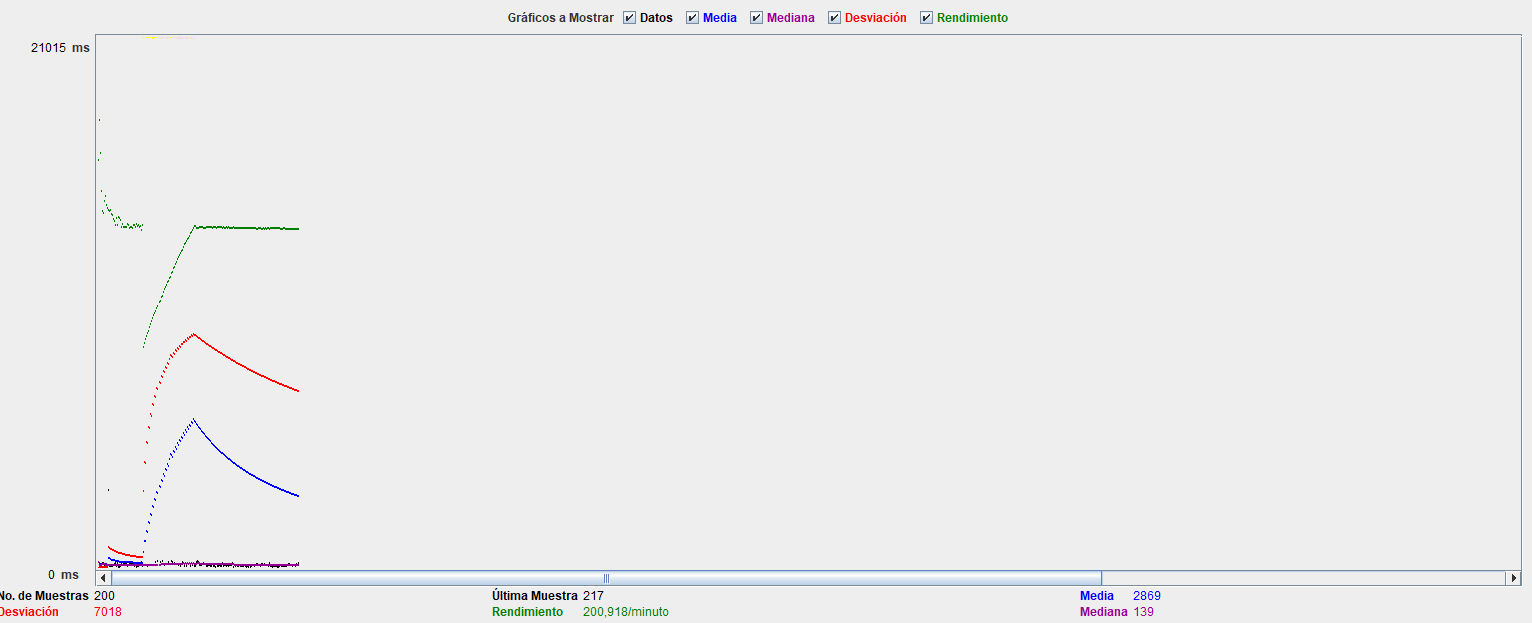 Gráficos a Mostrar Datos Media Mediana Desviación Rendimiento
21015 ms
0 ms
No. de Muestras 200 Última Muestra 217 Media 2869
Desviación 7018 Rendimiento 200,918/minuto Mediana 139